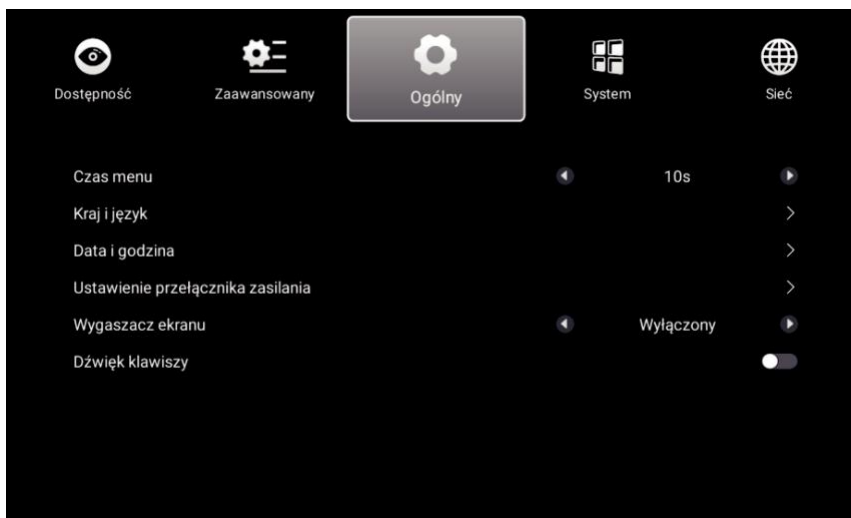 Dostępność Zaawansowany Ogólny System Sieć
Czas menu 10s
Kraj i język
Data i godzina
Ustawienie przełącznika zasilania
Wygaszacz ekranu Wyłączony
Dźwięk klawiszy